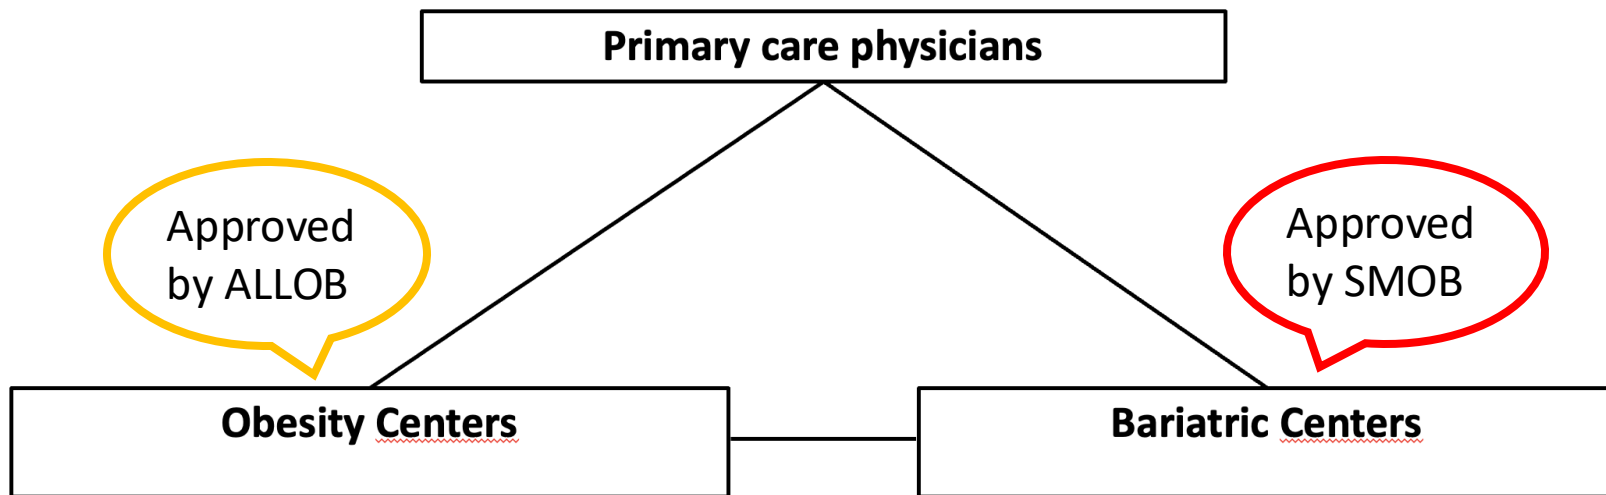 Primary care physicians
Approved
by ALLOB
Approved
by SMOB
Obesity Centers
Bariatric Centers